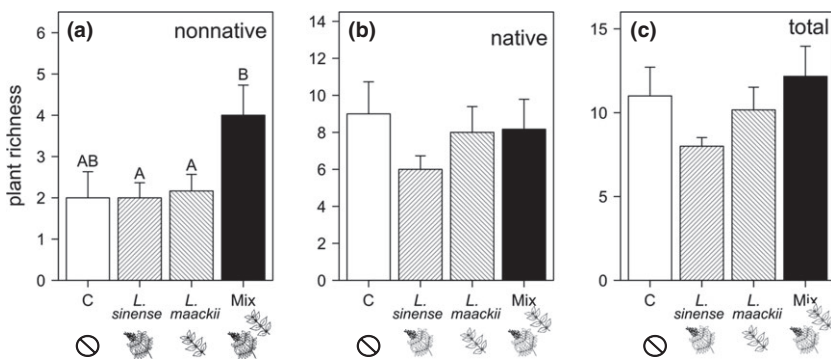 (a) nonnative
plant richness
6
5
4
3
2
1
0
AB
A
A
B
C
L. sinense
L. maackii
Mix
(b) native
14
12
10
8
6
4
2
0
C
L. sinense
L. maackii
Mix
(c) total
15
10
5
0
C
L. sinense
L. maackii
Mix